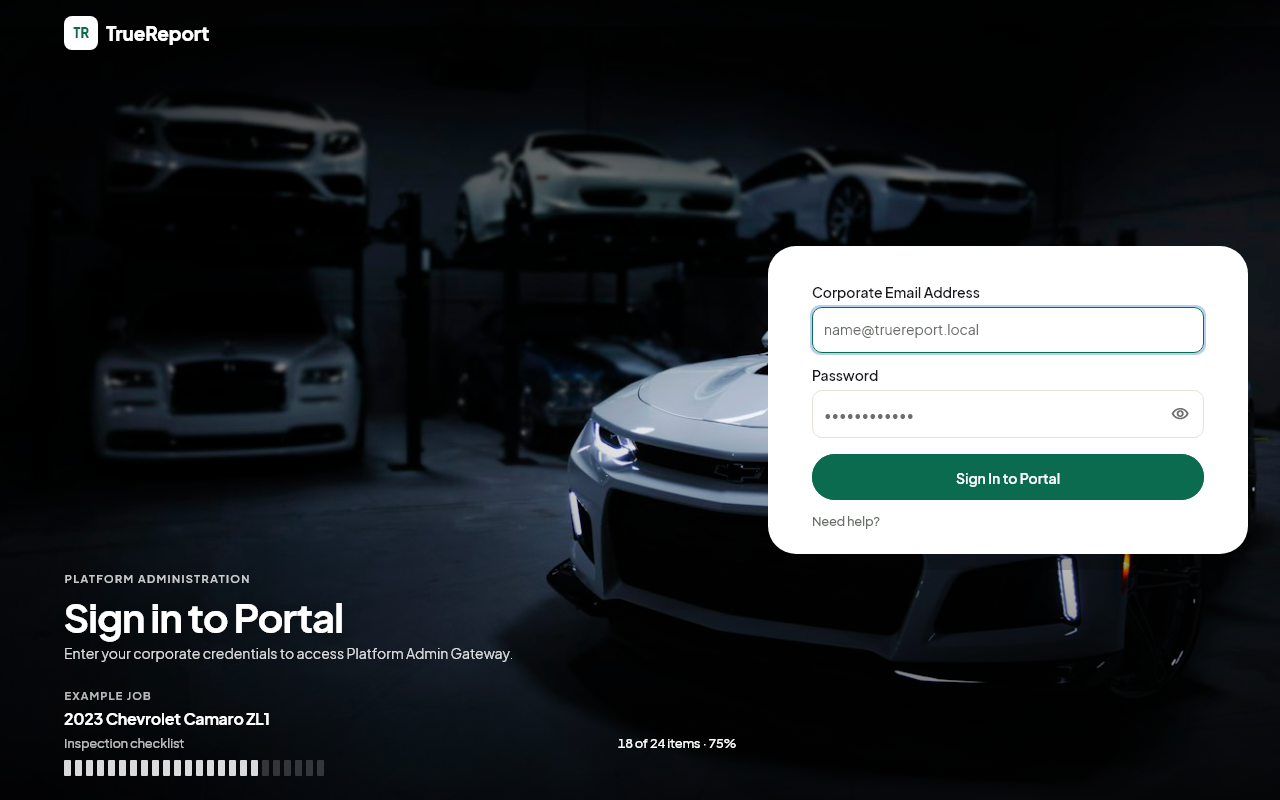 TR TrueReport
Corporate Email Address
name@truereport.local
Password
••••••••••••
Sign In to Portal
Need help?
PLATFORM ADMINISTRATION
Sign in to Portal
Enter your corporate credentials to access Platform Admin Gateway.
EXAMPLE JOB
2023 Chevrolet Camaro ZL1
Inspection checklist
18 of 24 items · 75%